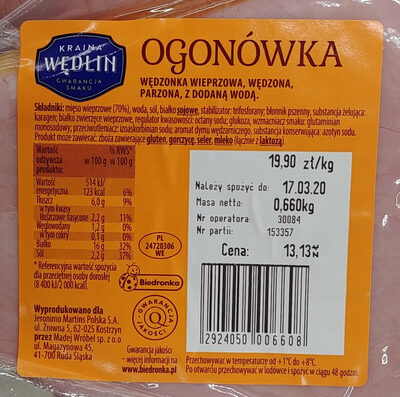 KRAINA
WĘDLIN
GWARANCJA
SMAKU
OGONÓWKA
WĘDZONKA WIEPRZOWA, WĘDZONA,
PARZONA, Z DODANĄ WODĄ.
Składniki: mięso wieprzowe (70%), woda, sól, białko sojowe, stabilizator: trifosforany; błonnik pszenny, substancja żelująca:
karagen; białko zwierzęce wieprzowe, regulator kwasowości: octany sodu; glukoza, wzmacniacz smaku: glutaminian
monosodowy; przeciwutleniacz: izoaskorbinian sodu; aromat dymu wędzarniczego, substancja konserwująca: azotyn sodu.
Produkt może zawierać: zboża zawierające gluten, gorczycę, seler, mleko (łącznie z laktozą).
Wartość
odżywcza
produktu:
w 100 g
% RWS*
w 100 g
Wartość 514 kJ/
energetyczna 123 kcal 6%
Tłuszcz 6,0 g 9%
w tym kwasy
tłuszczowe nasycone 2,2 g 11%
Węglowodany 1,2 g 0%
w tym cukry 0,1 g 0%
Białko 16 g 32%
Sól 2,2 g 37%
* Referencyjna wartość spożycia
dla przeciętnej osoby dorosłej
(8 400 kJ/2 000 kcal).
PL
24720306
WE
Biedronka
19,90 zł/kg
Należy spożyć do: 17.03.20
Masa netto: 0,660kg
Nr operatora: 30084
Nr partii: 153357
Cena: 13,13
2924050006608
Wyprodukowano dla
Jeronimo Martins Polska S.A.
ul. Żniwna 5, 62-025 Kostrzyn
przez Madej Wróbel sp. z o.o
ul. Magazynowa 45,
41-700 Ruda Śląska
GWARANCJA
Q
JAKOŚCI
Gwarancja jakości
– więcej informacji na
www.biedronka.pl
Przechowywać w temperaturze od +1°C do +8°C.
Po otwarciu przechowywać w lodówce i spożyć w ciągu 48 godzin.